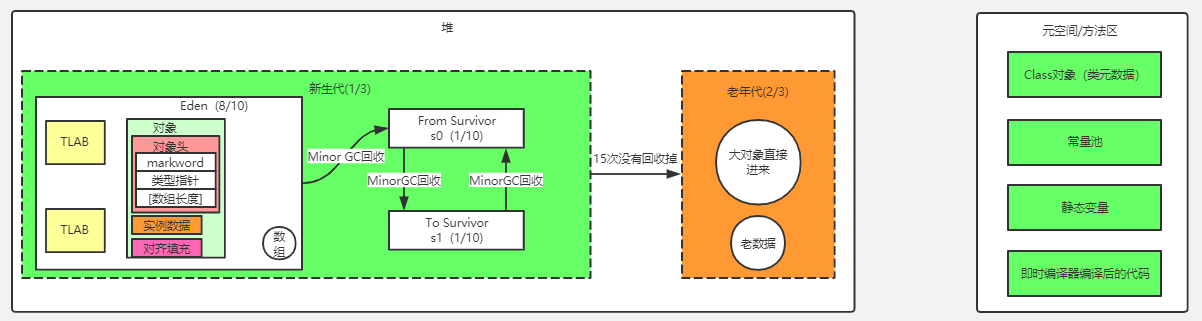 堆
新生代(1/3)
Eden（8/10）
TLAB
TLAB
对象
对象头
markword
类型指针
[数组长度]
实例数据
对齐填充
数
组
Minor GC回收
From Survivor
s0（1/10）
MinorGC回收
MinorGC回收
To Survivor
s1（1/10）
15次没有回收掉
老年代(2/3)
大对象直接
进来
老数据
元空间/方法区
Class对象（类元数据）
常量池
静态变量
即时编译器编译后的代码